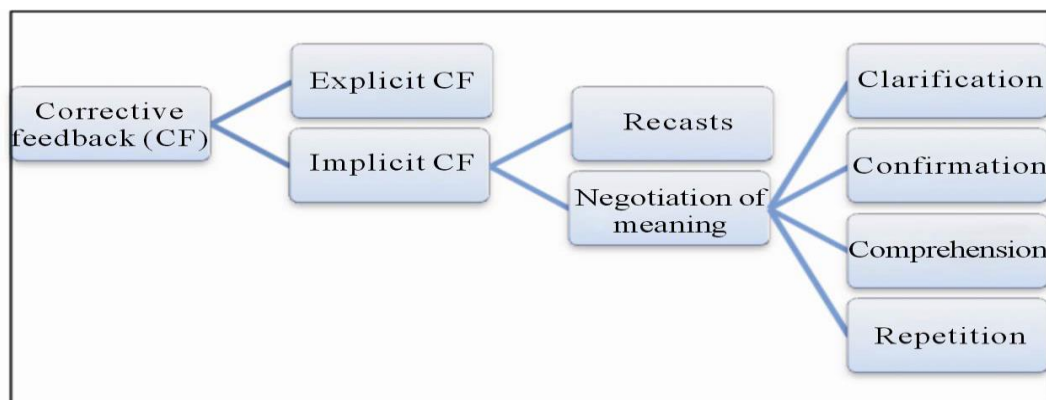 Corrective
feedback (CF)
Explicit CF
Implicit CF
Recasts
Negotiation of
meaning
Clarification
Confirmation
Comprehension
Repetition